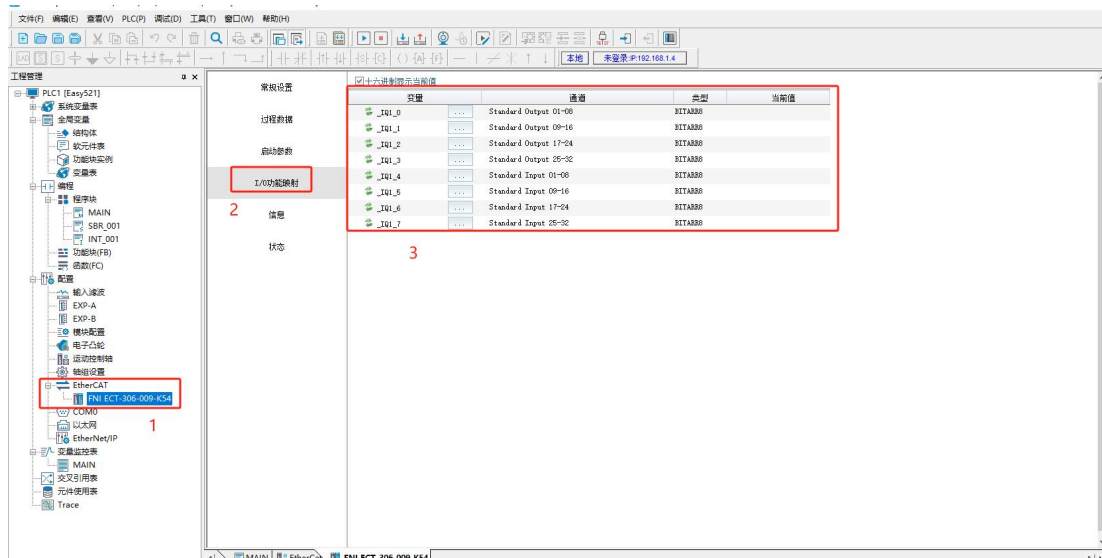 文件(F) 编辑(E) 查看(V) PLC(P) 调试(D) 工具(T) 窗口(W) 帮助(H)
本地 未登录:IP:192.168.1.4
工程管理
PLC1 [Easy521]
系统变量表
全局变量
结构体
软元件表
功能块实例
变量表
编程
程序块
MAIN
SBR_001
INT_001
功能块(FB)
函数(FC)
配置
输入滤波
EXP-A
EXP-B
模块配置
电子凸轮
运动控制轴
轴组设置
EtherCAT
FNI ECT-306-009-K54
COM0
以太网
EtherNet/IP
变量监控表
MAIN
交叉引用表
元件使用表
Trace
1
常规设置
过程数据
启动参数
I/O功能映射
信息
状态
2
十六进制显示当前值
变量 通道 类型 当前值
_IQ1_0 ... Standard Output 01-08 BITARR8
_IQ1_1 ... Standard Output 09-16 BITARR8
_IQ1_2 ... Standard Output 17-24 BITARR8
_IQ1_3 ... Standard Output 25-32 BITARR8
_IQ1_4 ... Standard Input 01-08 BITARR8
_IQ1_5 ... Standard Input 09-16 BITARR8
_IQ1_6 ... Standard Input 17-24 BITARR8
_IQ1_7 ... Standard Input 25-32 BITARR8
3
MAIN EtherCat FNI ECT-306-009-K54